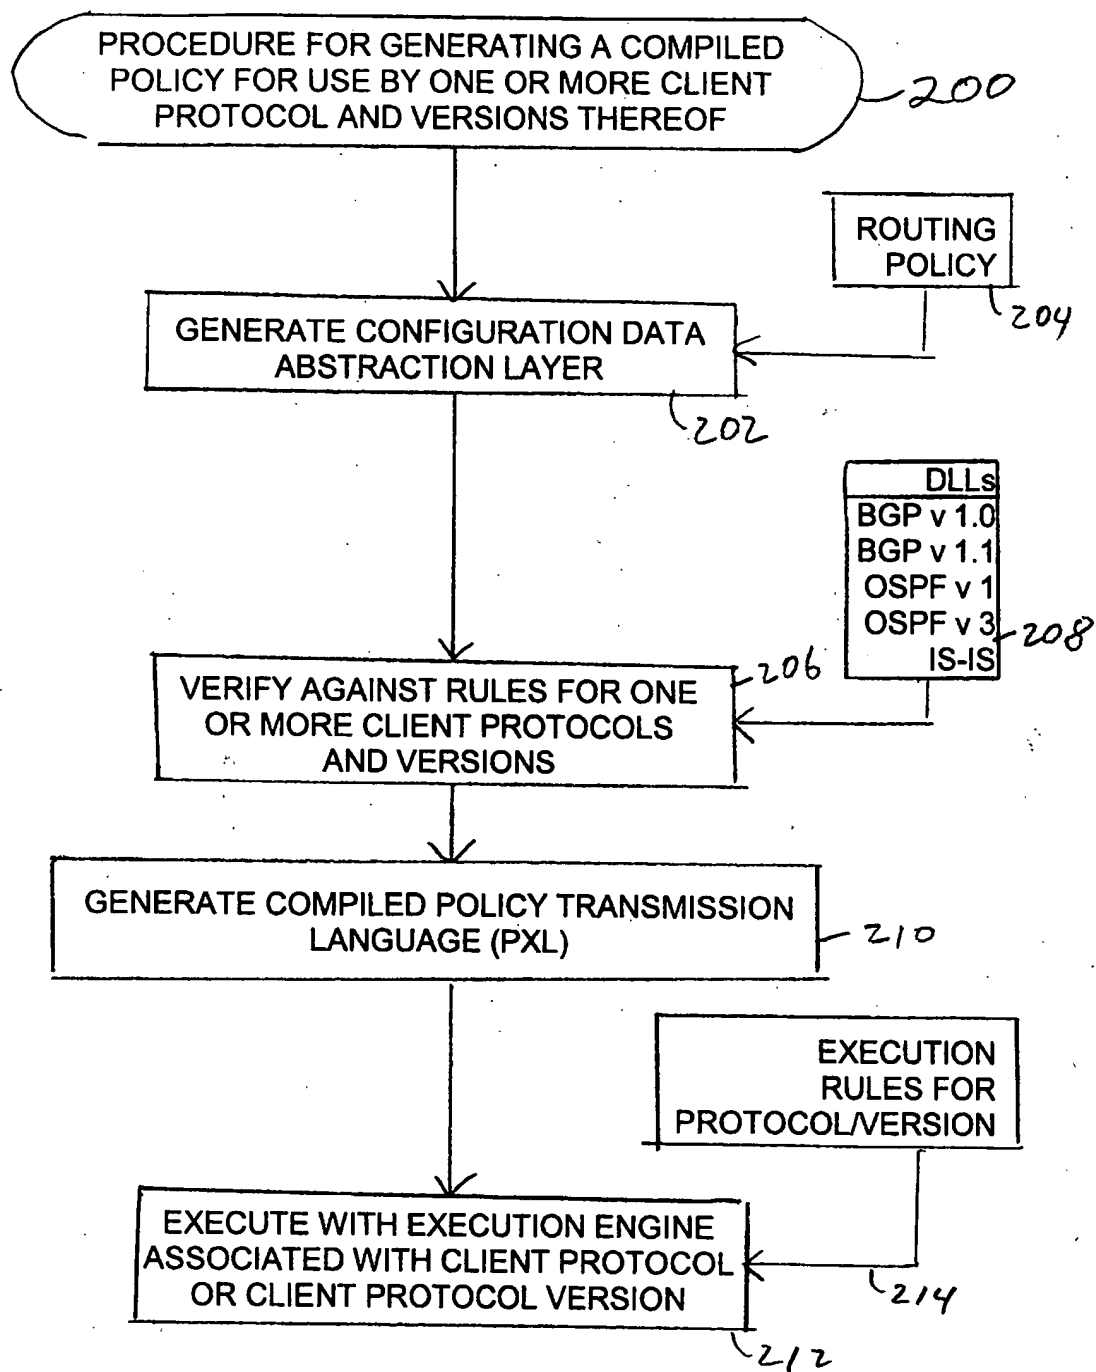 PROCEDURE FOR GENERATING A COMPILED
POLICY FOR USE BY ONE OR MORE CLIENT
PROTOCOL AND VERSIONS THEREOF
200
ROUTING
POLICY
204
GENERATE CONFIGURATION DATA
ABSTRACTION LAYER
202
DLLs
BGP v 1.0
BGP v 1.1
OSPF v 1
OSPF v 3
IS-IS
208
VERIFY AGAINST RULES FOR ONE
OR MORE CLIENT PROTOCOLS
AND VERSIONS
206
GENERATE COMPILED POLICY TRANSMISSION
LANGUAGE (PXL)
210
EXECUTION
RULES FOR
PROTOCOL/VERSION
EXECUTE WITH EXECUTION ENGINE
ASSOCIATED WITH CLIENT PROTOCOL
OR CLIENT PROTOCOL VERSION
214
212